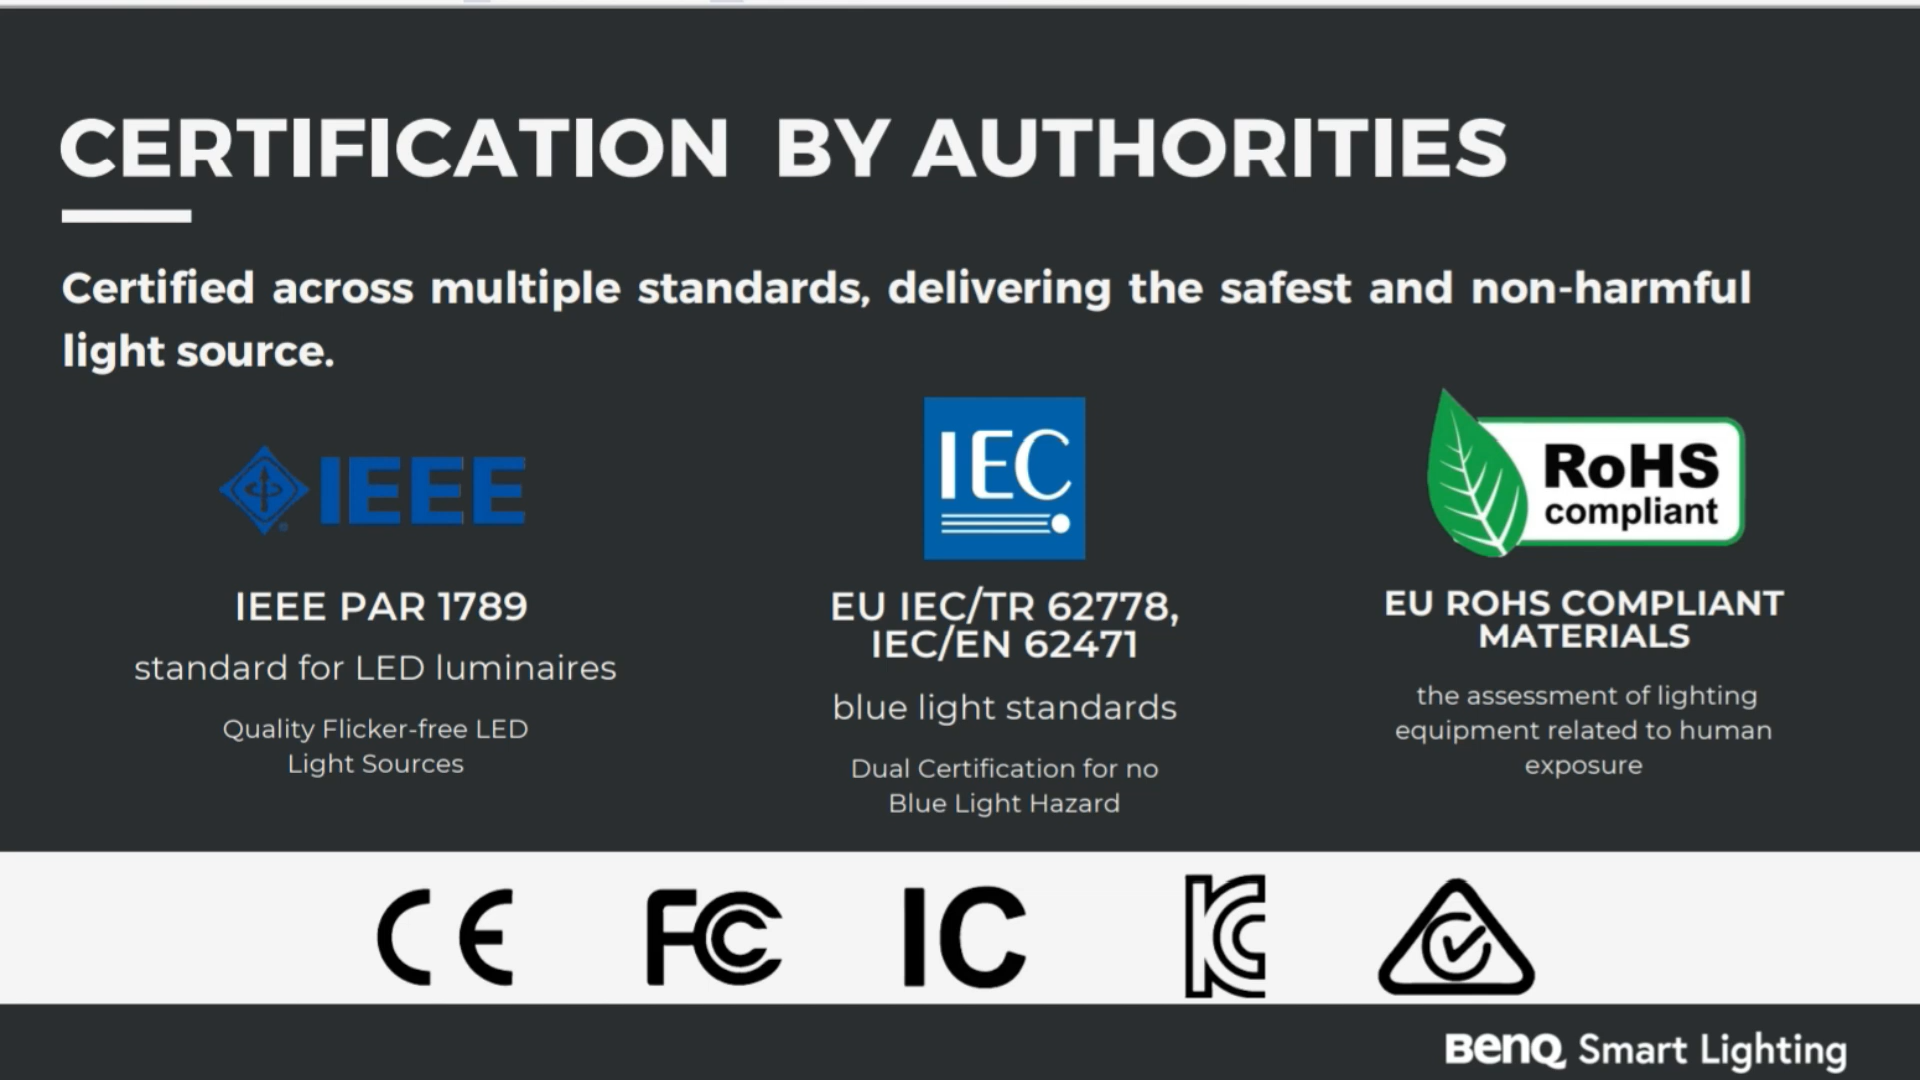 CERTIFICATION BY AUTHORITIES
Certified across multiple standards, delivering the safest and non-harmful
light source.
IEEE
IEEE PAR 1789
standard for LED luminaires
Quality Flicker-free LED
Light Sources
IEC
EU IEC/TR 62778,
IEC/EN 62471
blue light standards
Dual Certification for no
Blue Light Hazard
RoHS
compliant
EU ROHS COMPLIANT
MATERIALS
the assessment of lighting
equipment related to human
exposure
CE FC IC KC
BenQ Smart Lighting